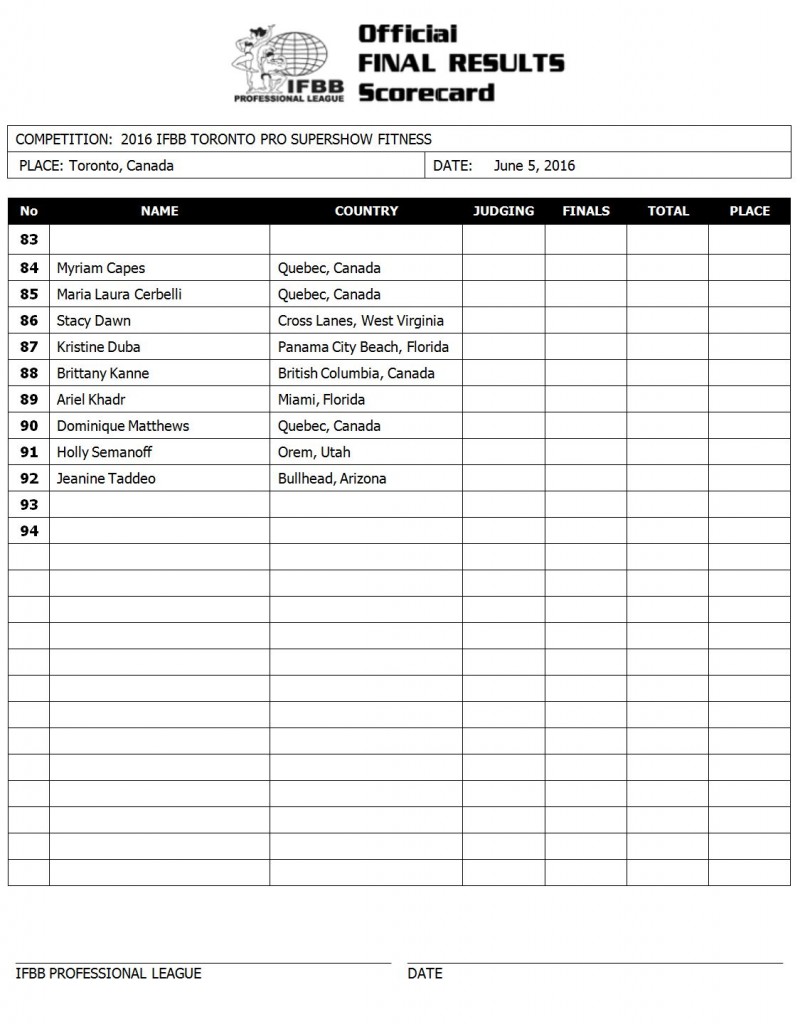 Official
FINAL RESULTS
Scorecard
IFBB
PROFESSIONAL LEAGUE
COMPETITION: 2016 IFBB TORONTO PRO SUPERSHOW FITNESS
PLACE: Toronto, Canada DATE: June 5, 2016
No NAME COUNTRY JUDGING FINALS TOTAL PLACE
83
84 Myriam Capes Quebec, Canada
85 Maria Laura Cerbelli Quebec, Canada
86 Stacy Dawn Cross Lanes, West Virginia
87 Kristine Duba Panama City Beach, Florida
88 Brittany Kanne British Columbia, Canada
89 Ariel Khadr Miami, Florida
90 Dominique Matthews Quebec, Canada
91 Holly Semanoff Orem, Utah
92 Jeanine Taddeo Bullhead, Arizona
93
94
IFBB PROFESSIONAL LEAGUE DATE